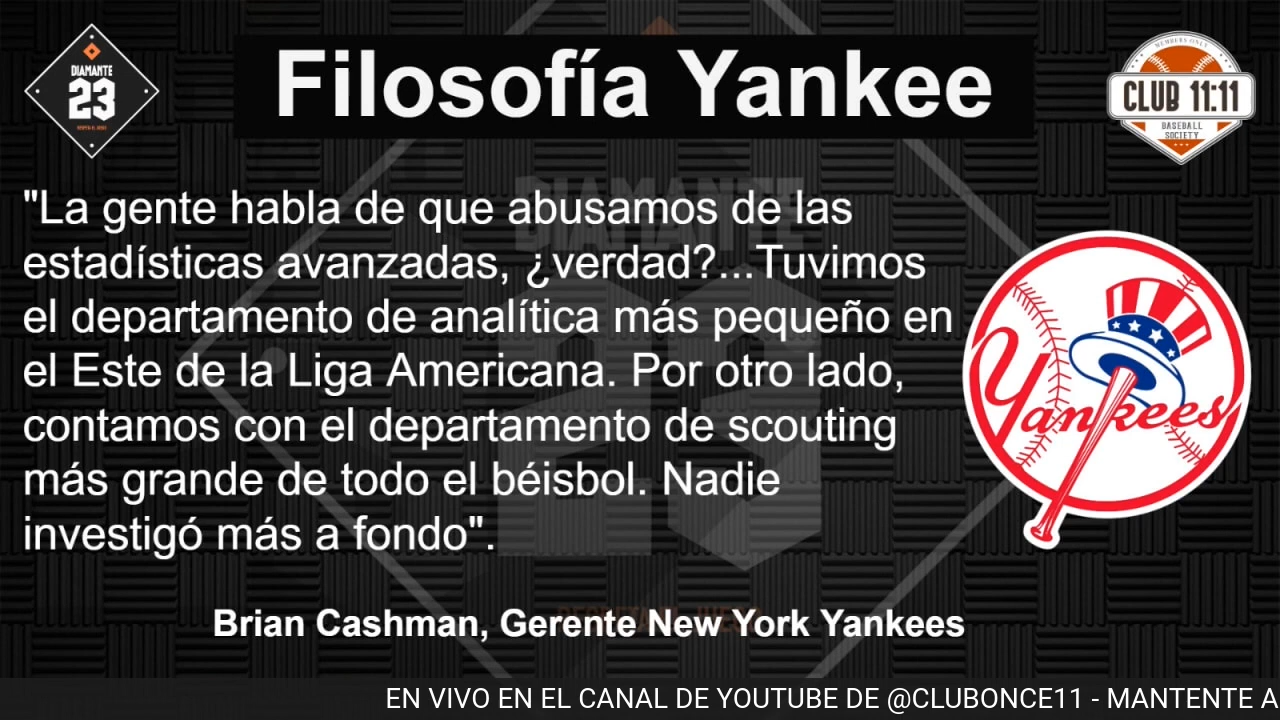 DIAMANTE
23
Filosofía Yankee
MEMBERS ONLY
CLUB 11:11
BASEBALL
SOCIETY
"La gente habla de que abusamos de las
estadísticas avanzadas, ¿verdad?...Tuvimos
el departamento de analítica más pequeño en
el Este de la Liga Americana. Por otro lado,
contamos con el departamento de scouting
más grande de todo el béisbol. Nadie
investigó más a fondo".
Yankees
Brian Cashman, Gerente New York Yankees
EN VIVO EN EL CANAL DE YOUTUBE DE @CLUBONCE11 - MANTENTE A